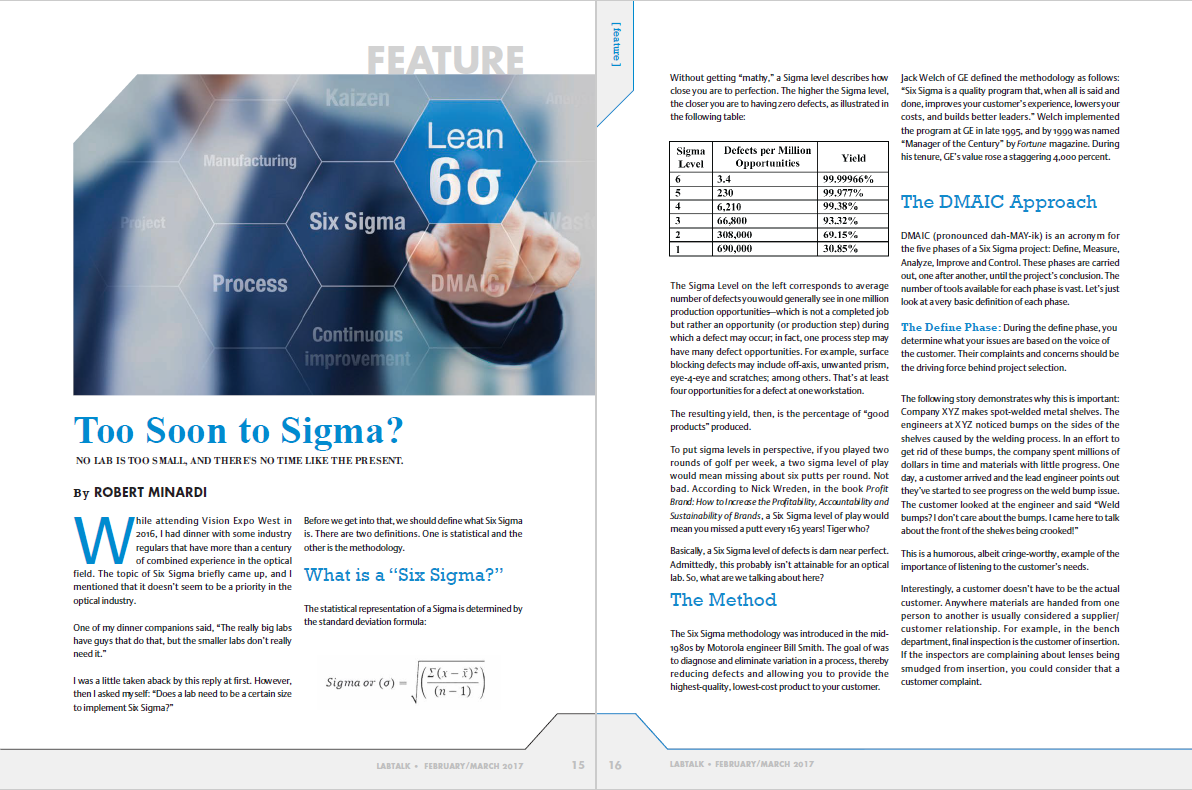 FEATURE
Kaizen
Lean
6σ
Manufacturing
Project
Six Sigma
Process
DMAIC
Continuous
improvement
Too Soon to Sigma?
NO LAB IS TOO SMALL, AND THERE'S NO TIME LIKE THE PRESENT.
By ROBERT MINARDI
While attending Vision Expo West in
2016, I had dinner with some industry
regulars that have more than a century
of combined experience in the optical
field. The topic of Six Sigma briefly came up, and I
mentioned that it doesn't seem to be a priority in the
optical industry.
One of my dinner companions said, "The really big labs
have guys that do that, but the smaller labs don't really
need it."
I was a little taken aback by this reply at first. However,
then I asked myself: "Does a lab need to be a certain size
to implement Six Sigma?"
Before we get into that, we should define what Six Sigma
is. There are two definitions. One is statistical and the
other is the methodology.
What is a "Six Sigma?"
The statistical representation of a Sigma is determined by
the standard deviation formula:
Sigma or (σ) = √(Σ(x − x̄)² / (n − 1))
LABTALK • FEBRUARY/MARCH 2017 15
[ feature ]
Without getting "mathy," a Sigma level describes how
close you are to perfection. The higher the Sigma level,
the closer you are to having zero defects, as illustrated in
the following table:
Sigma Level Defects per Million Opportunities Yield
6 3.4 99.99966%
5 230 99.977%
4 6,210 99.38%
3 66,800 93.32%
2 308,000 69.15%
1 690,000 30.85%
The Sigma Level on the left corresponds to average
number of defects you would generally see in one million
production opportunities—which is not a completed job
but rather an opportunity (or production step) during
which a defect may occur; in fact, one process step may
have many defect opportunities. For example, surface
blocking defects may include off-axis, unwanted prism,
eye-4-eye and scratches; among others. That's at least
four opportunities for a defect at one workstation.
The resulting yield, then, is the percentage of "good
products" produced.
To put sigma levels in perspective, if you played two
rounds of golf per week, a two sigma level of play
would mean missing about six putts per round. Not
bad. According to Nick Wreden, in the book Profit
Brand: How to Increase the Profitability, Accountability and
Sustainability of Brands, a Six Sigma level of play would
mean you missed a putt every 163 years! Tiger who?
Basically, a Six Sigma level of defects is darn near perfect.
Admittedly, this probably isn't attainable for an optical
lab. So, what are we talking about here?
The Method
The Six Sigma methodology was introduced in the mid-
1980s by Motorola engineer Bill Smith. The goal was
to diagnose and eliminate variation in a process, thereby
reducing defects and allowing you to provide the
highest-quality, lowest-cost product to your customer.
Jack Welch of GE defined the methodology as follows:
"Six Sigma is a quality program that, when all is said and
done, improves your customer's experience, lowers your
costs, and builds better leaders." Welch implemented
the program at GE in late 1995, and by 1999 was named
"Manager of the Century" by Fortune magazine. During
his tenure, GE's value rose a staggering 4,000 percent.
The DMAIC Approach
DMAIC (pronounced dah-MAY-ik) is an acronym for
the five phases of a Six Sigma project: Define, Measure,
Analyze, Improve and Control. These phases are carried
out, one after another, until the project's conclusion. The
number of tools available for each phase is vast. Let's just
look at a very basic definition of each phase.
The Define Phase: During the define phase, you
determine what your issues are based on the voice of
the customer. Their complaints and concerns should be
the driving force behind project selection.
The following story demonstrates why this is important:
Company XYZ makes spot-welded metal shelves. The
engineers at XYZ noticed bumps on the sides of the
shelves caused by the welding process. In an effort to
get rid of these bumps, the company spent millions of
dollars in time and materials with little progress. One
day, a customer arrived and the lead engineer points out
they've started to see progress on the weld bump issue.
The customer looked at the engineer and said "Weld
bumps? I don't care about the bumps. I came here to talk
about the front of the shelves being crooked!"
This is a humorous, albeit cringe-worthy, example of the
importance of listening to the customer's needs.
Interestingly, a customer doesn't have to be the actual
customer. Anywhere materials are handed from one
person to another is usually considered a supplier/
customer relationship. For example, in the bench
department, final inspection is the customer of insertion.
If the inspectors are complaining about lenses being
smudged from insertion, you could consider that a
customer complaint.
16 LABTALK • FEBRUARY/MARCH 2017